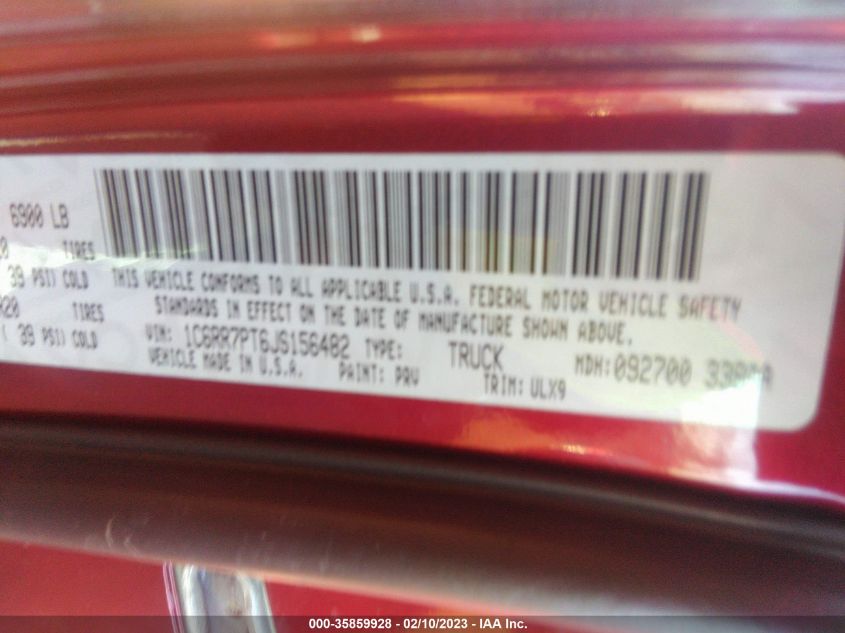 6900 LB
TIRES
39 PSI) COLD
THIS VEHICLE CONFORMS TO ALL APPLICABLE U.S.A. FEDERAL MOTOR VEHICLE SAFETY
R20 TIRES
STANDARDS IN EFFECT ON THE DATE OF MANUFACTURE SHOWN ABOVE.
( 39 PSI) COLD
VIN: 1C6RR7PT6JS156482 TYPE: TRUCK MDH: 092700
VEHICLE MADE IN U.S.A. PAINT: PRV TRIM: ULX9
000-35859928 - 02/10/2023 - IAA Inc.